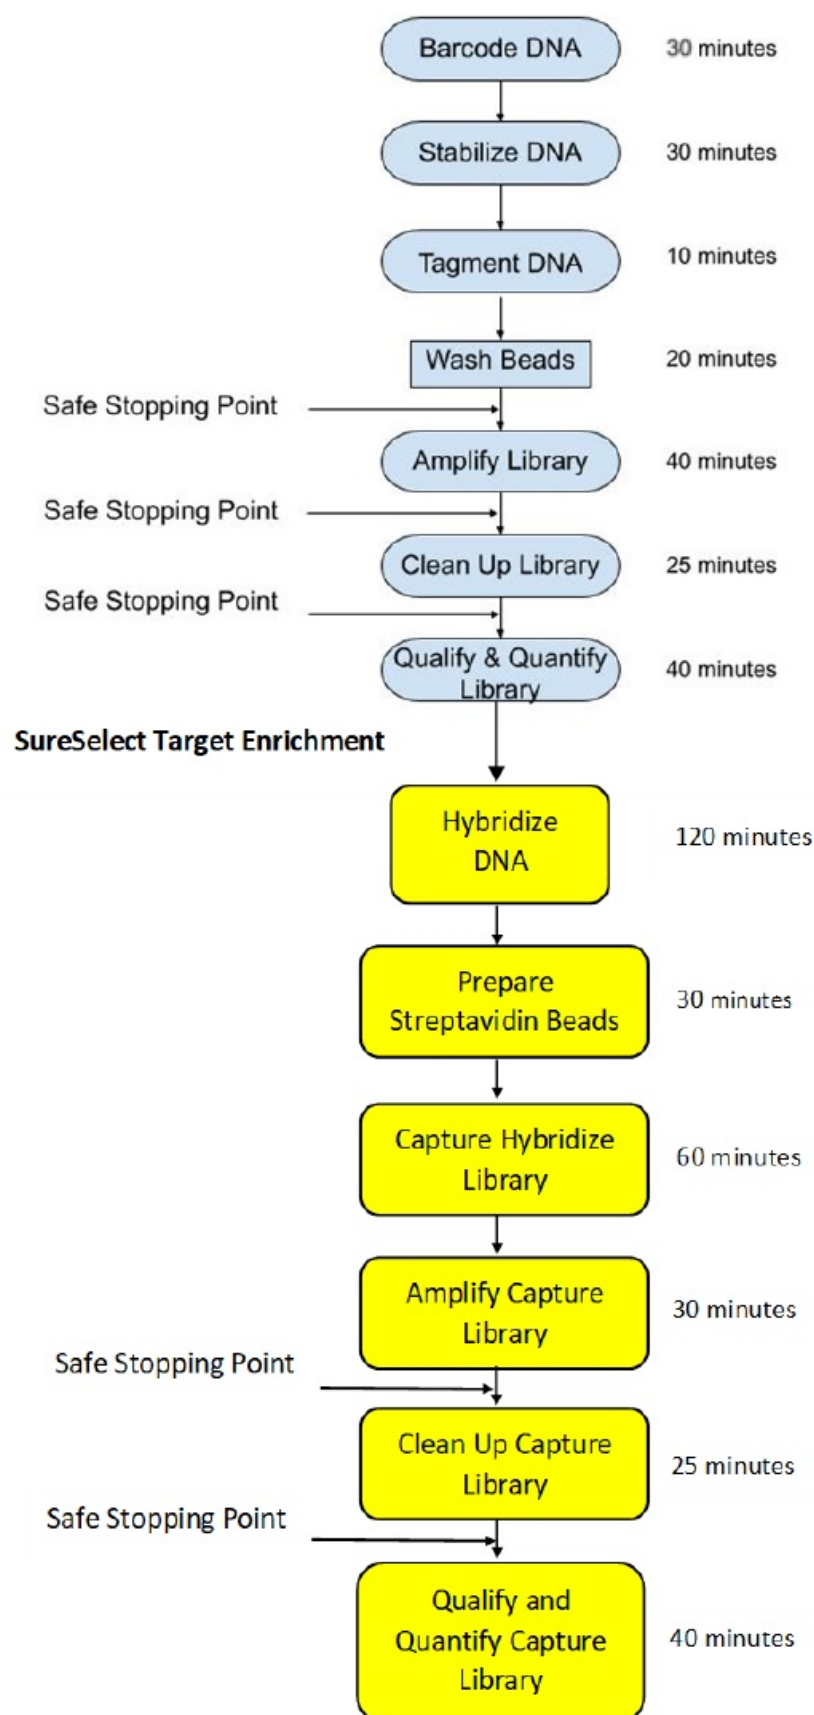 Barcode DNA
30 minutes
Stabilize DNA
30 minutes
Tagment DNA
10 minutes
Wash Beads
20 minutes
Safe Stopping Point
Amplify Library
40 minutes
Safe Stopping Point
Clean Up Library
25 minutes
Safe Stopping Point
Qualify & Quantify
Library
40 minutes
SureSelect Target Enrichment
Hybridize
DNA
120 minutes
Prepare
Streptavidin Beads
30 minutes
Capture Hybridize
Library
60 minutes
Amplify Capture
Library
30 minutes
Safe Stopping Point
Clean Up Capture
Library
25 minutes
Safe Stopping Point
Qualify and
Quantify Capture
Library
40 minutes